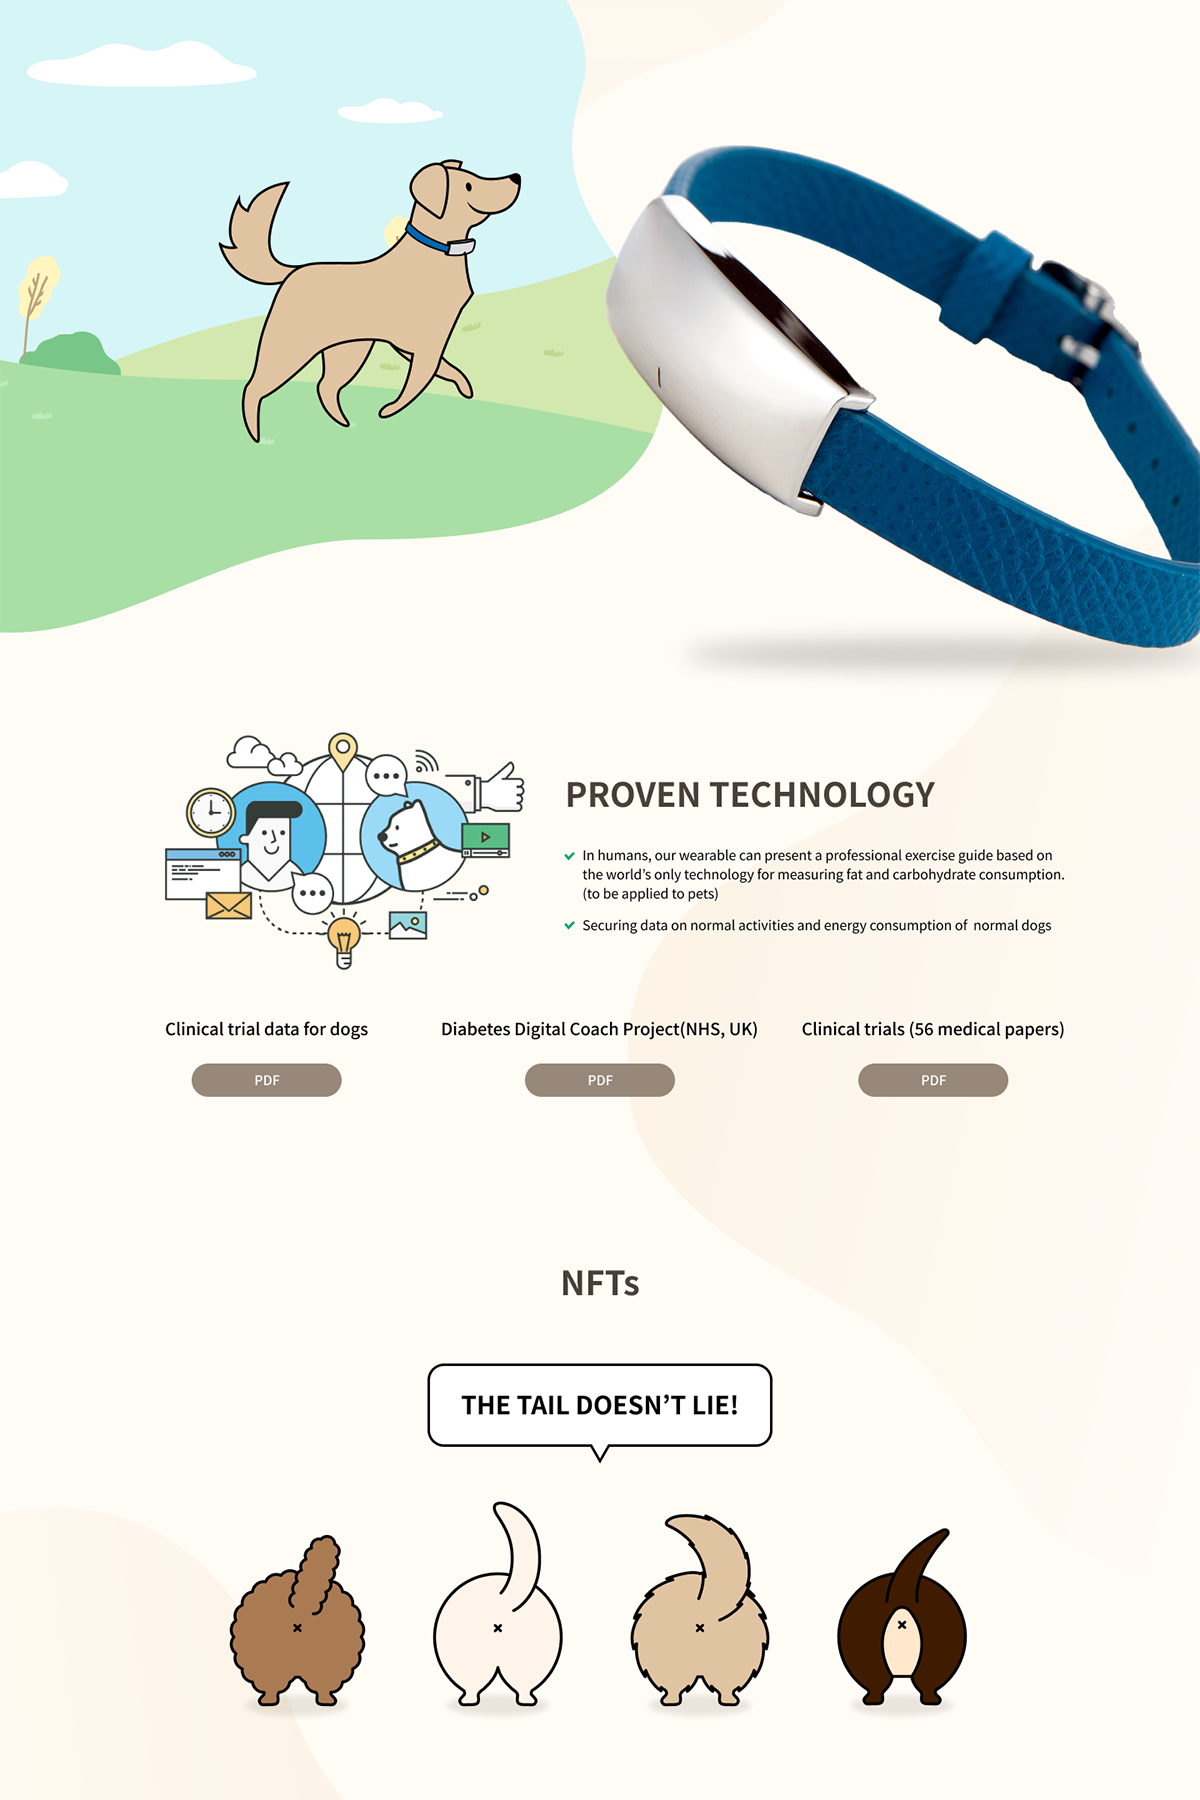 PROVEN TECHNOLOGY
In humans, our wearable can present a professional exercise guide based on
the world’s only technology for measuring fat and carbohydrate consumption.
(to be applied to pets)
Securing data on normal activities and energy consumption of normal dogs
Clinical trial data for dogs
Diabetes Digital Coach Project(NHS, UK)
Clinical trials (56 medical papers)
PDF
PDF
PDF
NFTs
THE TAIL DOESN’T LIE!